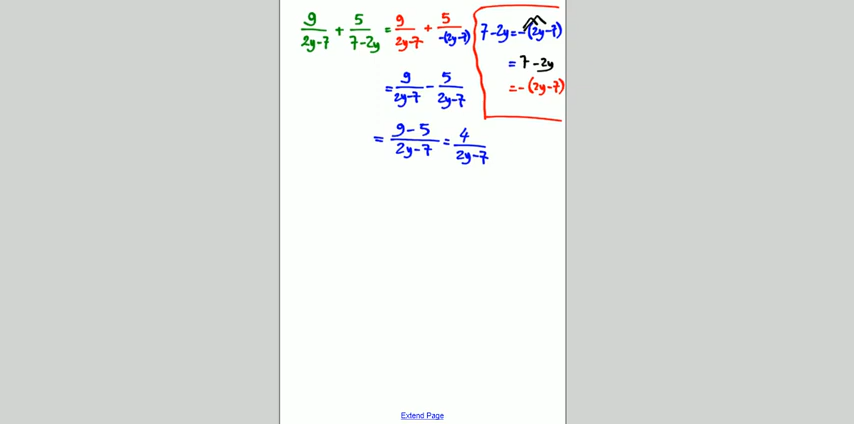 9/(2y-7) + 5/(7-2y) = 9/(2y-7) + 5/(-(2y-7))
= 9/(2y-7) - 5/(2y-7)
= (9-5)/(2y-7) = 4/(2y-7)
7-2y = -(2y-7)
= 7-2y
= -(2y-7)
Extend Page